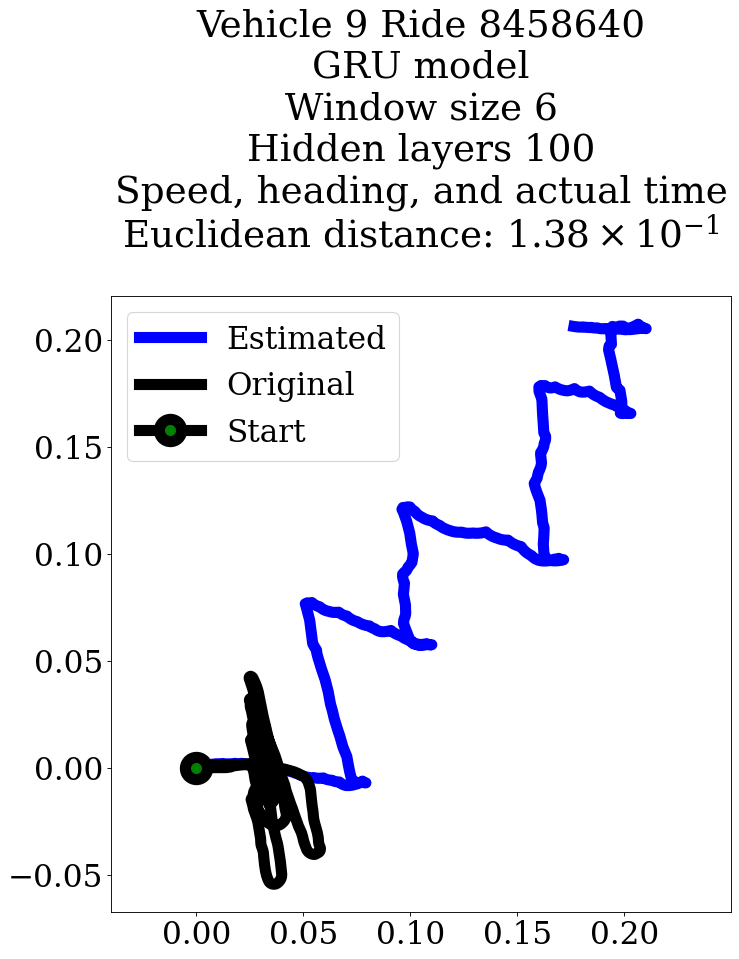 Vehicle 9 Ride 8458640
GRU model
Window size 6
Hidden layers 100
Speed, heading, and actual time
Euclidean distance: 1.38 × 10⁻¹
Estimated
Original
Start
0.20
0.15
0.10
0.05
0.00
−0.05
0.00 0.05 0.10 0.15 0.20